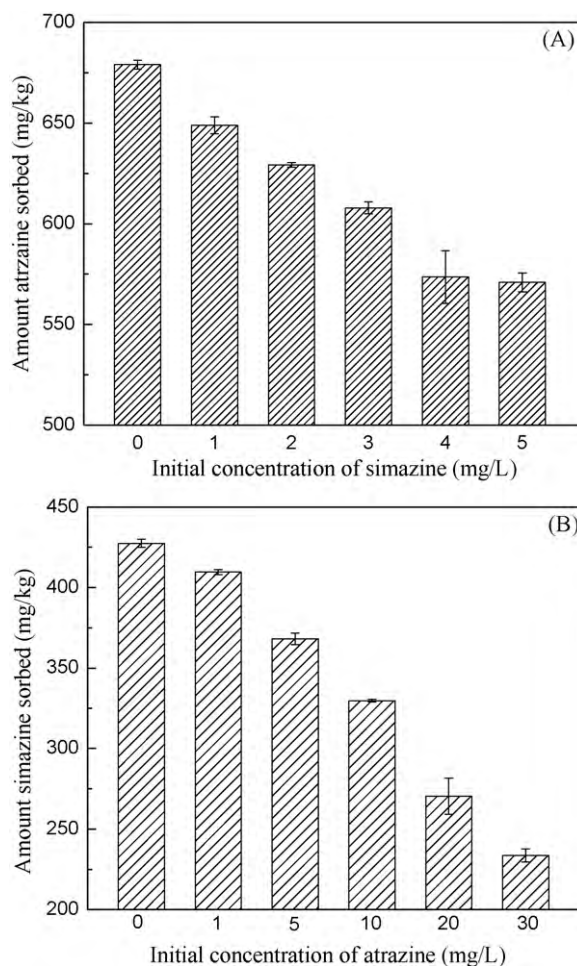 (A)
700
650
600
550
500
Amount atrzaine sorbed (mg/kg)
0 1 2 3 4 5
Initial concentration of simazine (mg/L)
(B)
450
400
350
300
250
200
Amount simazine sorbed (mg/kg)
0 1 5 10 20 30
Initial concentration of atrazine (mg/L)